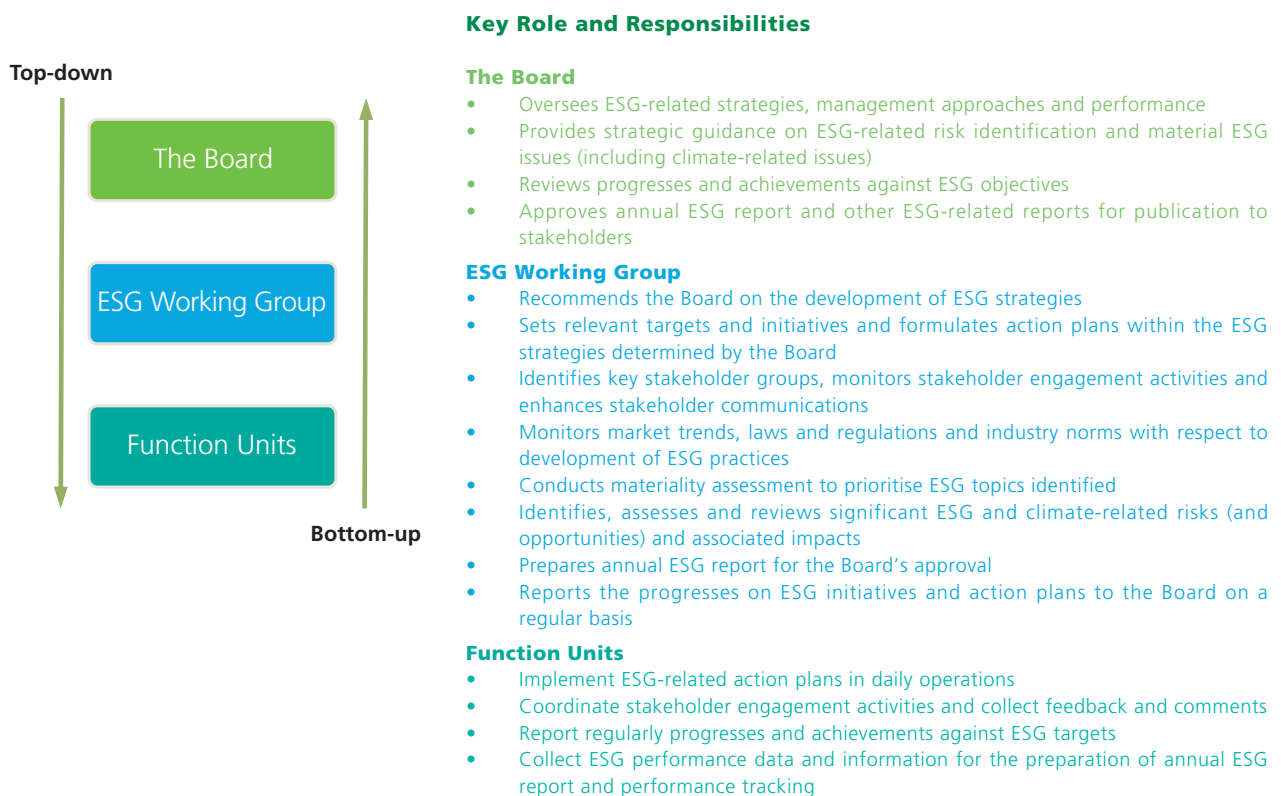 Key Role and Responsibilities
Top-down
The Board
ESG Working Group
Function Units
Bottom-up
The Board
• Oversees ESG-related strategies, management approaches and performance
• Provides strategic guidance on ESG-related risk identification and material ESG
issues (including climate-related issues)
• Reviews progresses and achievements against ESG objectives
• Approves annual ESG report and other ESG-related reports for publication to
stakeholders
ESG Working Group
• Recommends the Board on the development of ESG strategies
• Sets relevant targets and initiatives and formulates action plans within the ESG
strategies determined by the Board
• Identifies key stakeholder groups, monitors stakeholder engagement activities and
enhances stakeholder communications
• Monitors market trends, laws and regulations and industry norms with respect to
development of ESG practices
• Conducts materiality assessment to prioritise ESG topics identified
• Identifies, assesses and reviews significant ESG and climate-related risks (and
opportunities) and associated impacts
• Prepares annual ESG report for the Board’s approval
• Reports the progresses on ESG initiatives and action plans to the Board on a
regular basis
Function Units
• Implement ESG-related action plans in daily operations
• Coordinate stakeholder engagement activities and collect feedback and comments
• Report regularly progresses and achievements against ESG targets
• Collect ESG performance data and information for the preparation of annual ESG
report and performance tracking